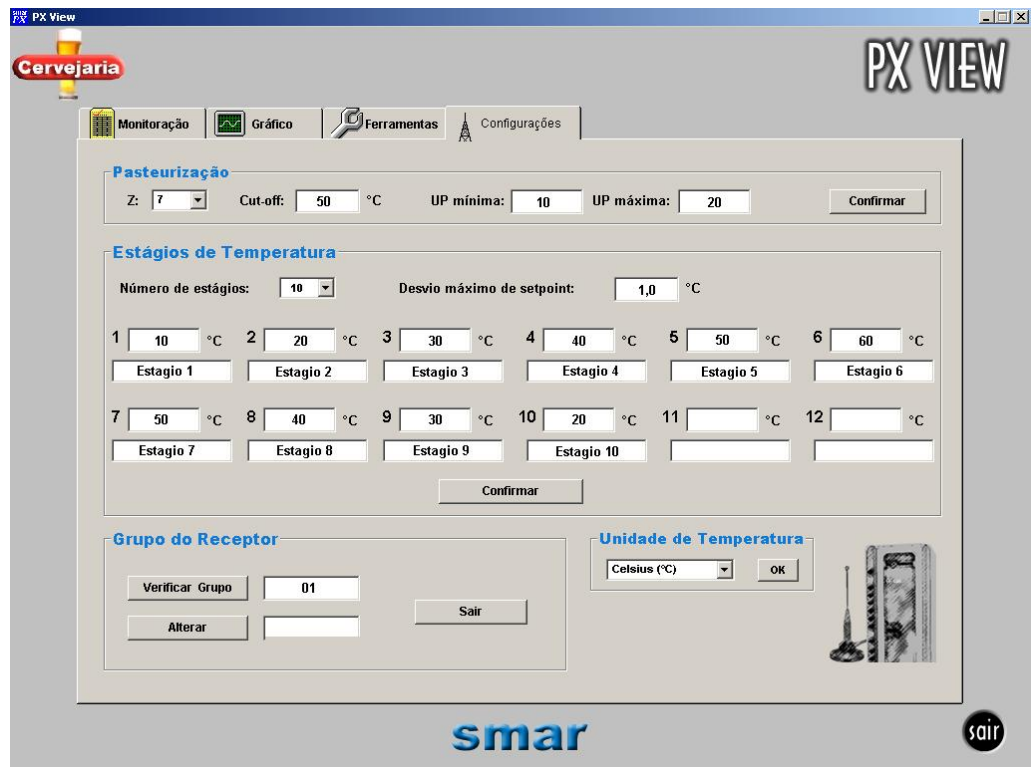 smar PX PX View
Cervejaria
PX VIEW
Monitoração Gráfico Ferramentas Configurações
Pasteurização
Z: 7 Cut-off: 50 °C UP mínima: 10 UP máxima: 20 Confirmar
Estágios de Temperatura
Número de estágios: 10 Desvio máximo de setpoint: 1,0 °C
1 10 °C 2 20 °C 3 30 °C 4 40 °C 5 50 °C 6 60 °C
Estagio 1 Estagio 2 Estagio 3 Estagio 4 Estagio 5 Estagio 6
7 50 °C 8 40 °C 9 30 °C 10 20 °C 11 °C 12 °C
Estagio 7 Estagio 8 Estagio 9 Estagio 10
Confirmar
Grupo do Receptor
Verificar Grupo 01
Alterar
Sair
Unidade de Temperatura
Celsius (°C) OK
smar
sair